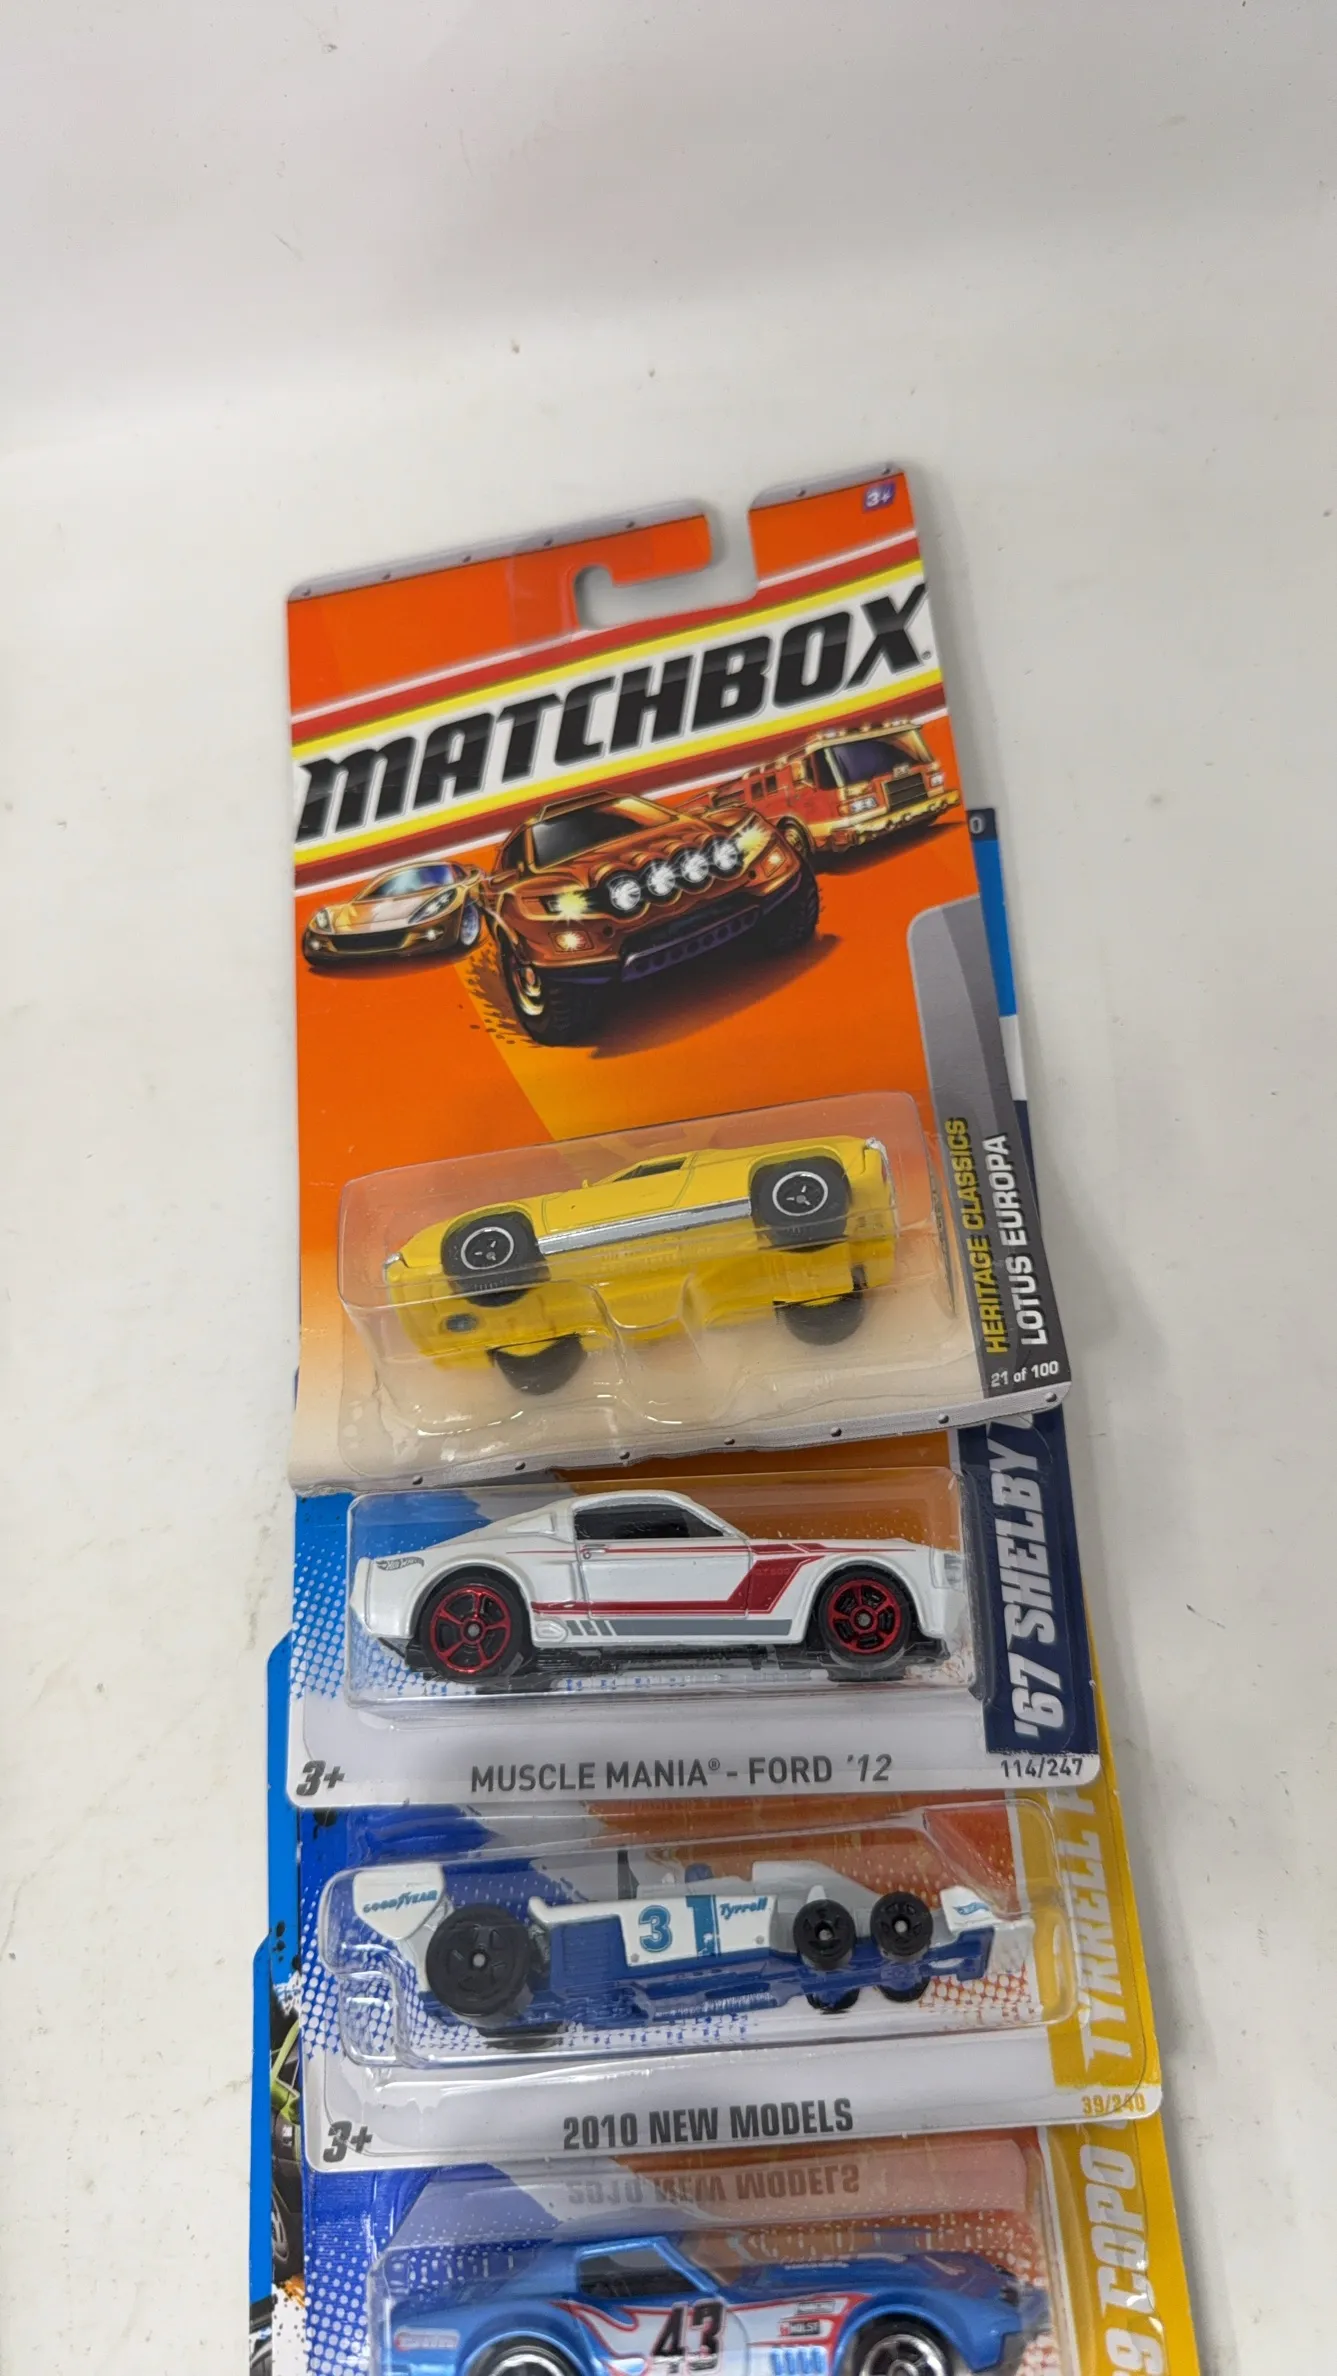 3+
MATCHBOX
HERITAGE CLASSICS
LOTUS EUROPA
21 of 100
'67 SHELBY
3+
MUSCLE MANIA® - FORD '12
114/247
GOODYEAR
3
Tyrrell
TYRRELL
3+
2010 NEW MODELS
39/240
2010 NEW MODELS
43
COPO